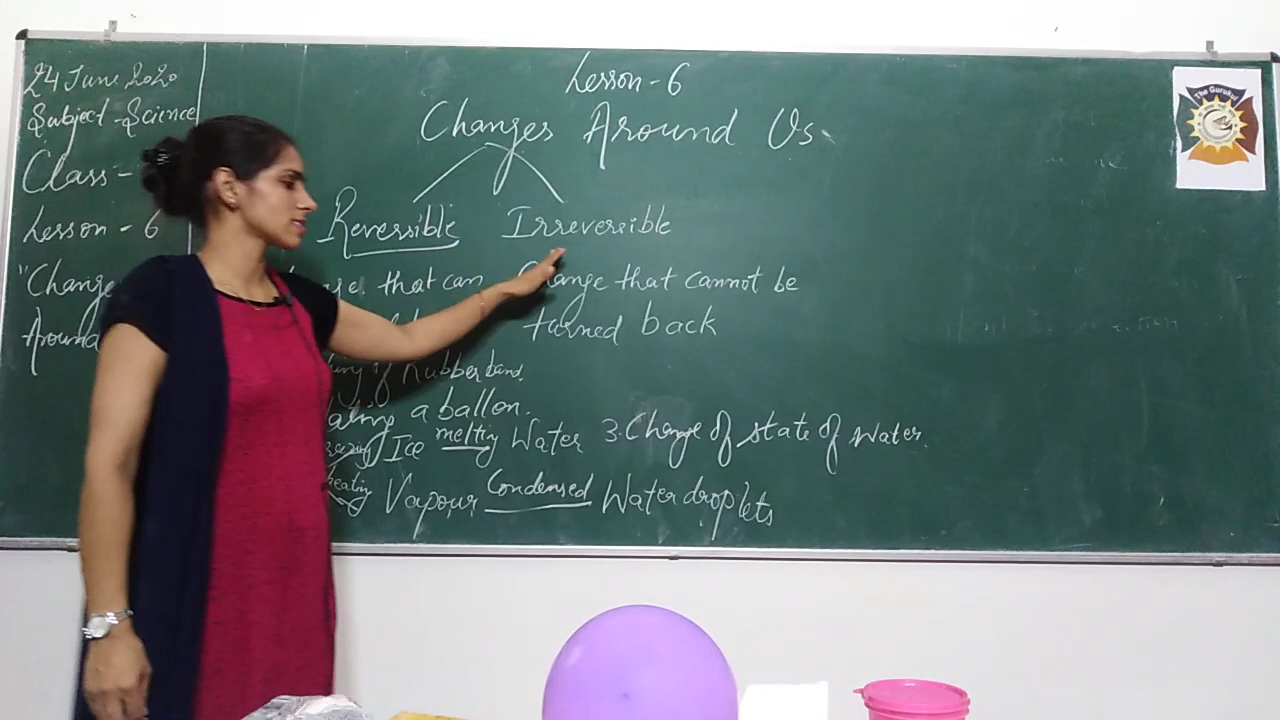 24 June 2020
Subject - Science
Class -
Lesson - 6
"Change
Around
Lesson - 6
Changes Around Us
Reversible Irreversible
that can Change that cannot be
turned back
of Rubber band.
a ballon.
Ice melting Water 3. Change of state of water.
heating Vapour Condensed Water droplets
The Gurukul